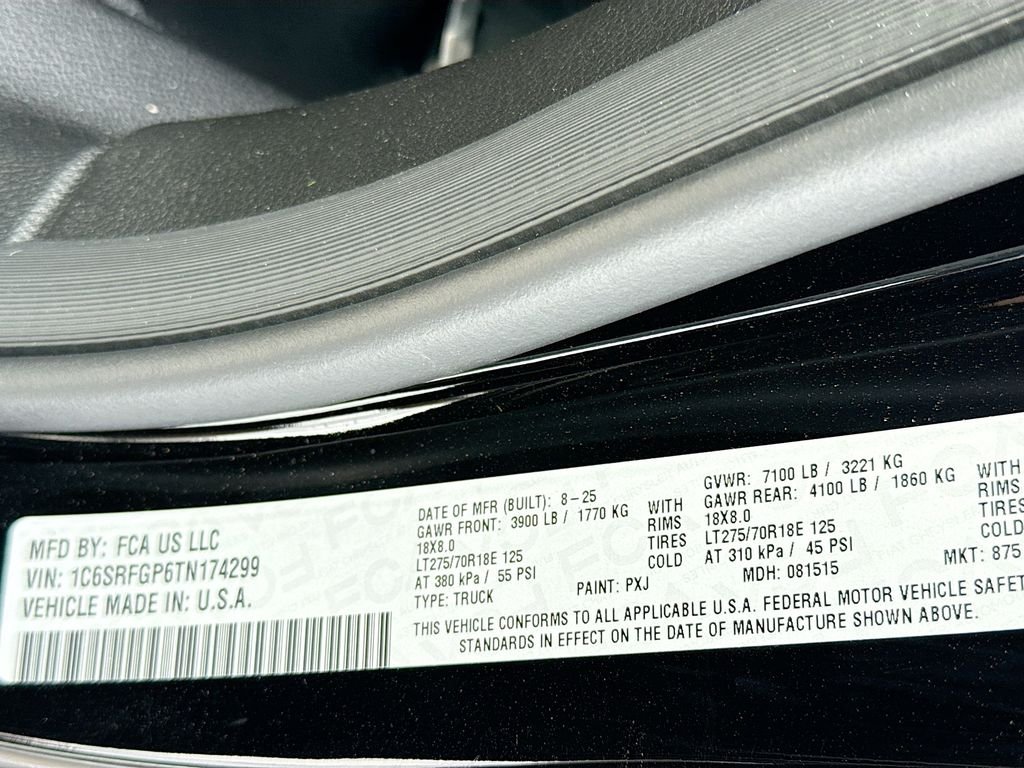 MFD BY: FCA US LLC
VIN: 1C6SRFGP6TN174299
VEHICLE MADE IN: U.S.A.
DATE OF MFR (BUILT): 8-25
GAWR FRONT: 3900 LB / 1770 KG WITH
18X8.0 RIMS
LT275/70R18E 125 TIRES
AT 380 kPa / 55 PSI COLD
TYPE: TRUCK PAINT: PXJ
GVWR: 7100 LB / 3221 KG
GAWR REAR: 4100 LB / 1860 KG WITH
18X8.0 RIMS
LT275/70R18E 125 TIRES
AT 310 kPa / 45 PSI COLD
MDH: 081515 MKT: 875
THIS VEHICLE CONFORMS TO ALL APPLICABLE U.S.A. FEDERAL MOTOR VEHICLE SAFET
STANDARDS IN EFFECT ON THE DATE OF MANUFACTURE SHOWN ABOVE.